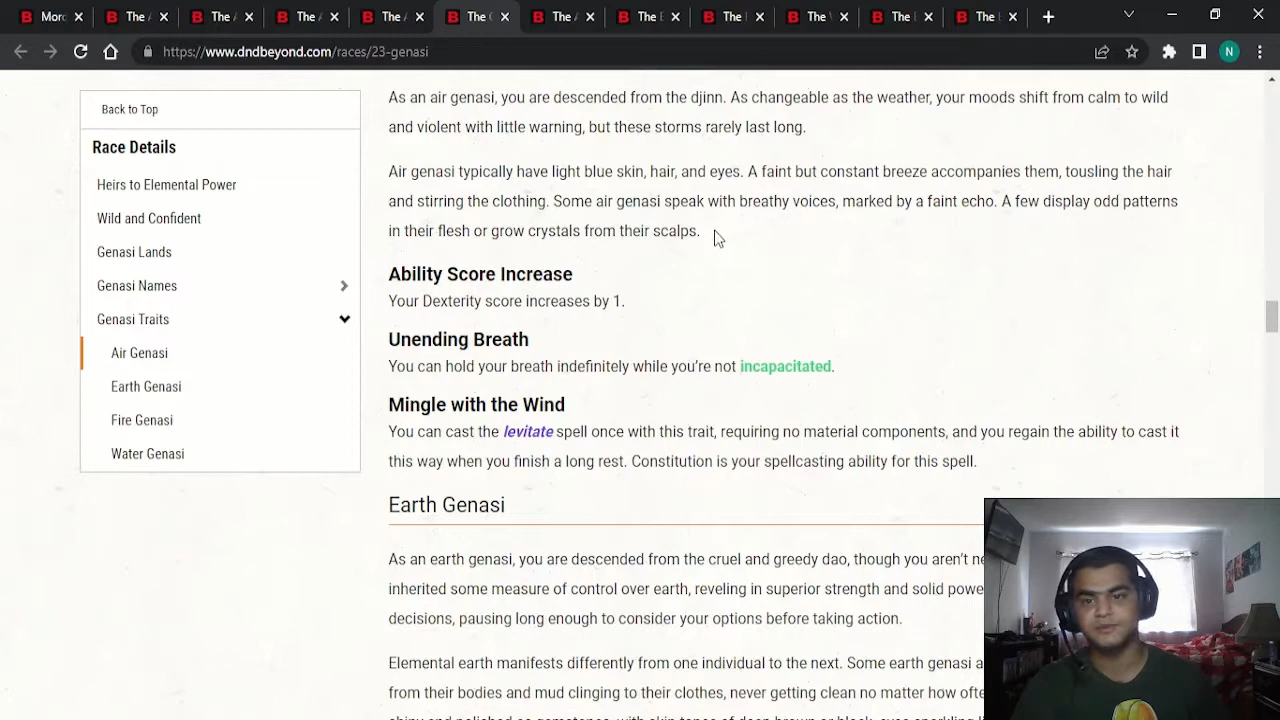 Morc
The A
The A
The A
The A
The
The A
The
The
The
The
The
https://www.dndbeyond.com/races/23-genasi
N
Back to Top
Race Details
Heirs to Elemental Power
Wild and Confident
Genasi Lands
Genasi Names
Genasi Traits
Air Genasi
Earth Genasi
Fire Genasi
Water Genasi
As an air genasi, you are descended from the djinn. As changeable as the weather, your moods shift from calm to wild
and violent with little warning, but these storms rarely last long.
Air genasi typically have light blue skin, hair, and eyes. A faint but constant breeze accompanies them, tousling the hair
and stirring the clothing. Some air genasi speak with breathy voices, marked by a faint echo. A few display odd patterns
in their flesh or grow crystals from their scalps.
Ability Score Increase
Your Dexterity score increases by 1.
Unending Breath
You can hold your breath indefinitely while you’re not incapacitated.
Mingle with the Wind
You can cast the levitate spell once with this trait, requiring no material components, and you regain the ability to cast it
this way when you finish a long rest. Constitution is your spellcasting ability for this spell.
Earth Genasi
As an earth genasi, you are descended from the cruel and greedy dao, though you aren’t
inherited some measure of control over earth, reveling in superior strength and solid
decisions, pausing long enough to consider your options before taking action.
Elemental earth manifests differently from one individual to the next. Some earth genasi
from their bodies and mud clinging to their clothes, never getting clean no matter how